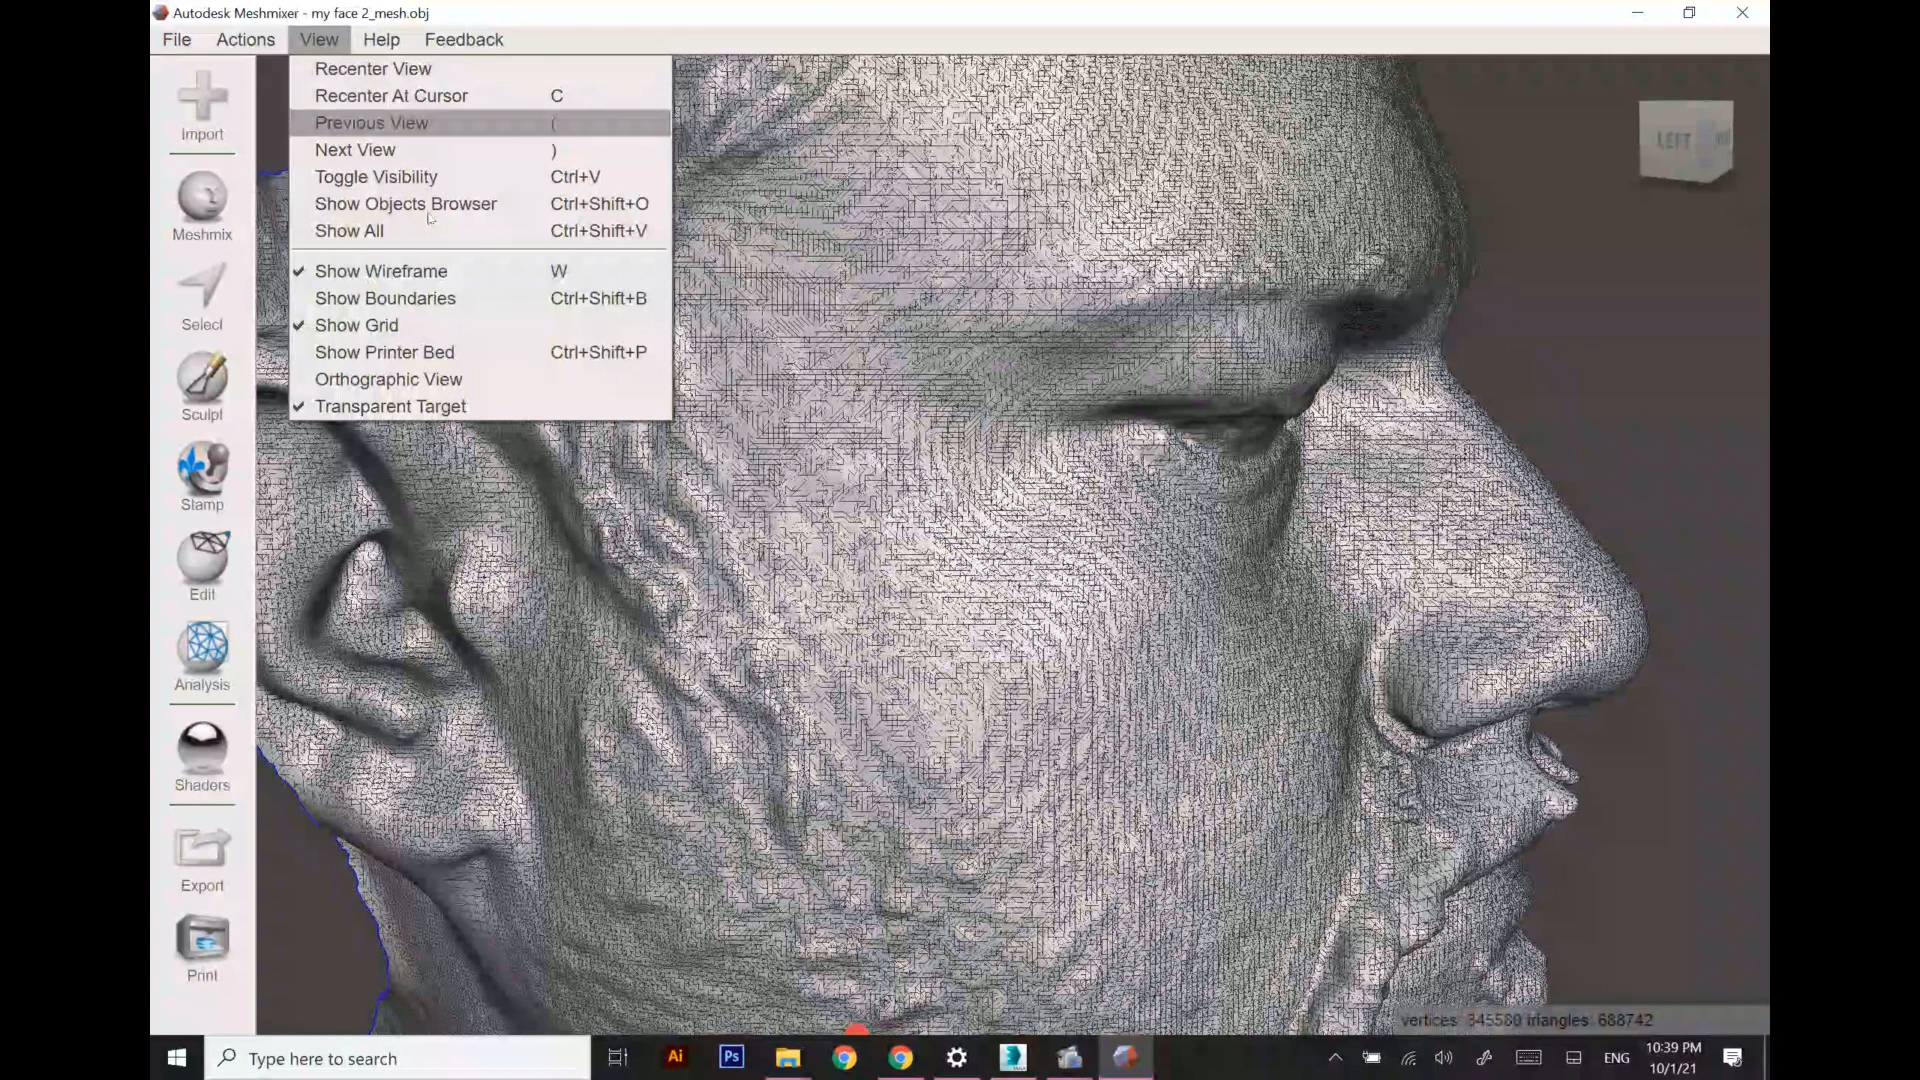 Autodesk Meshmixer - my face 2_mesh.obj
File Actions View Help Feedback
Recenter View
Recenter At Cursor C
Previous View (
Next View )
Toggle Visibility Ctrl+V
Show Objects Browser Ctrl+Shift+O
Show All Ctrl+Shift+V
Show Wireframe W
Show Boundaries Ctrl+Shift+B
Show Grid
Show Printer Bed Ctrl+Shift+P
Orthographic View
Transparent Target
Import
Meshmix
Select
Sculpt
Stamp
Edit
Analysis
Shaders
Export
Print
LEFT
vertices: 345580 triangles: 688742
Type here to search
Ai
Ps
ENG
10:39 PM
10/1/21